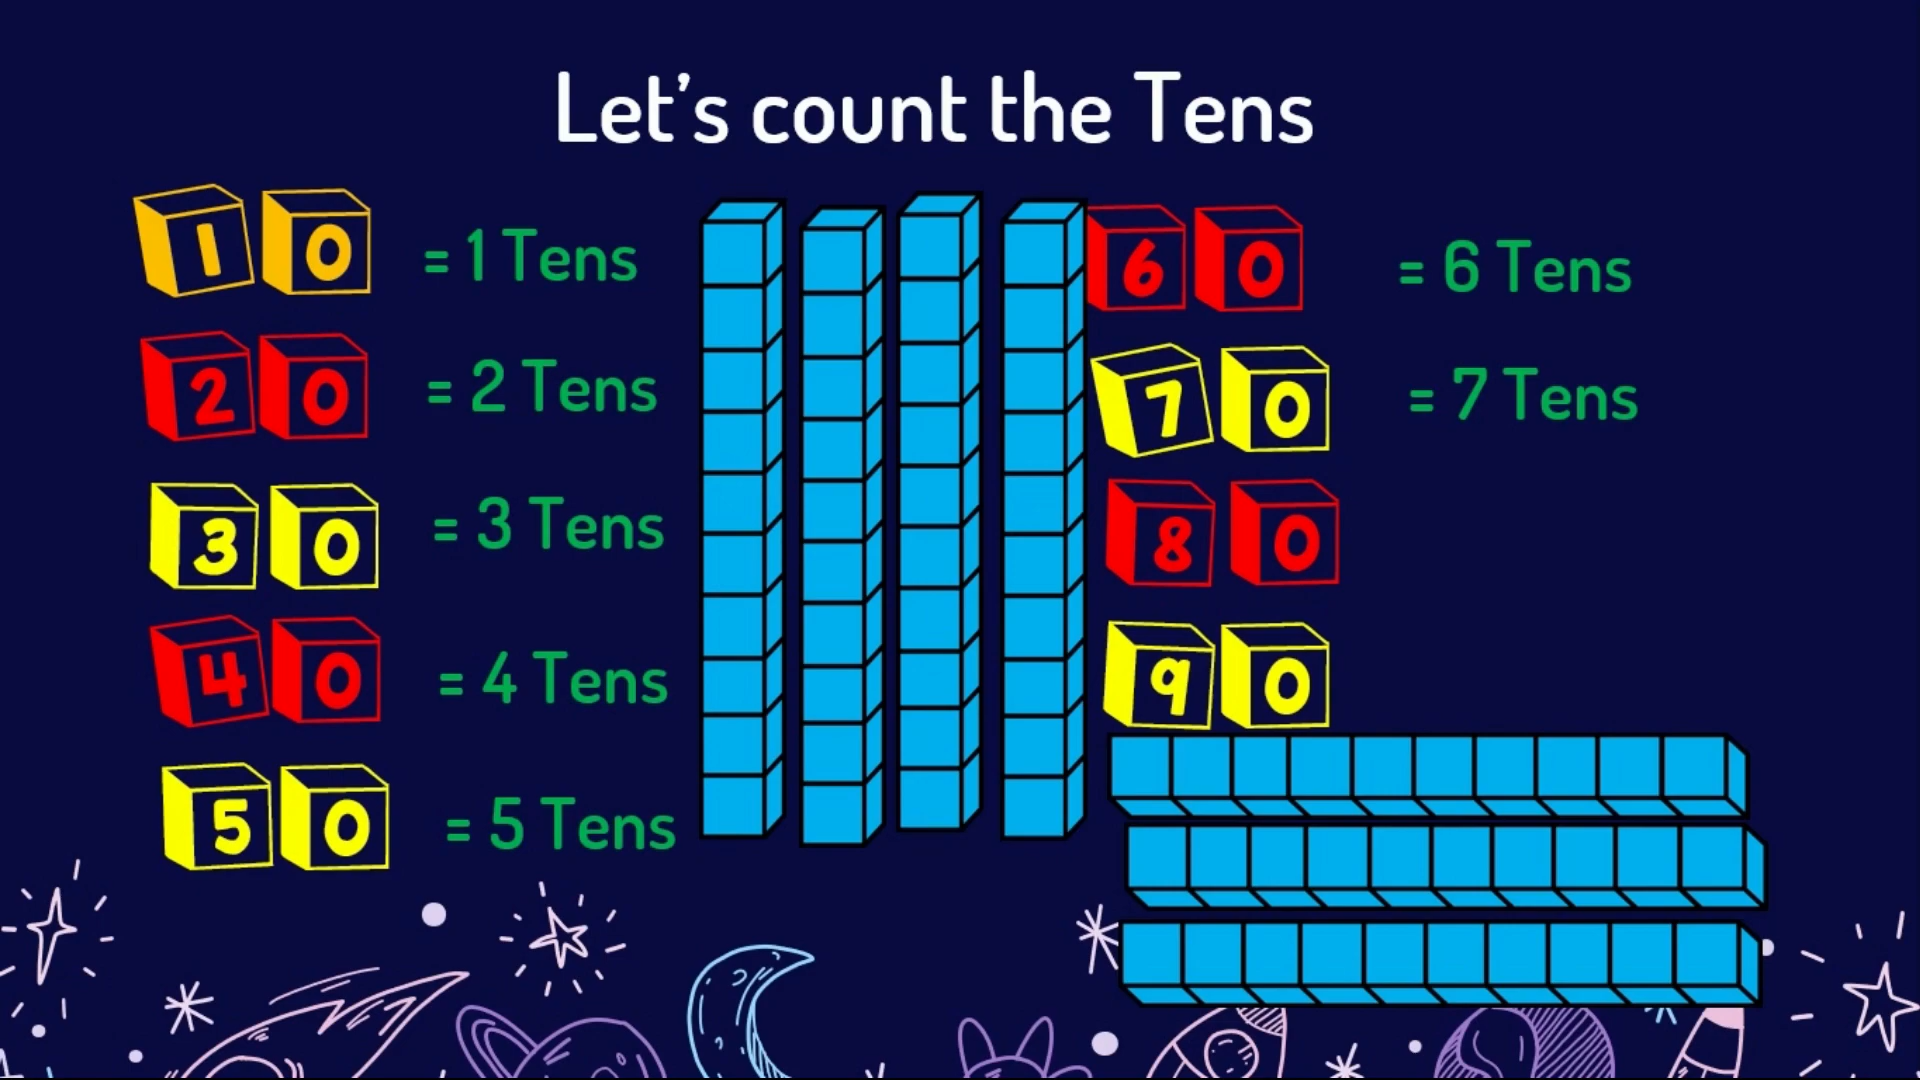 Let's count the Tens
10 = 1 Tens
20 = 2 Tens
30 = 3 Tens
40 = 4 Tens
50 = 5 Tens
60 = 6 Tens
70 = 7 Tens
80
90